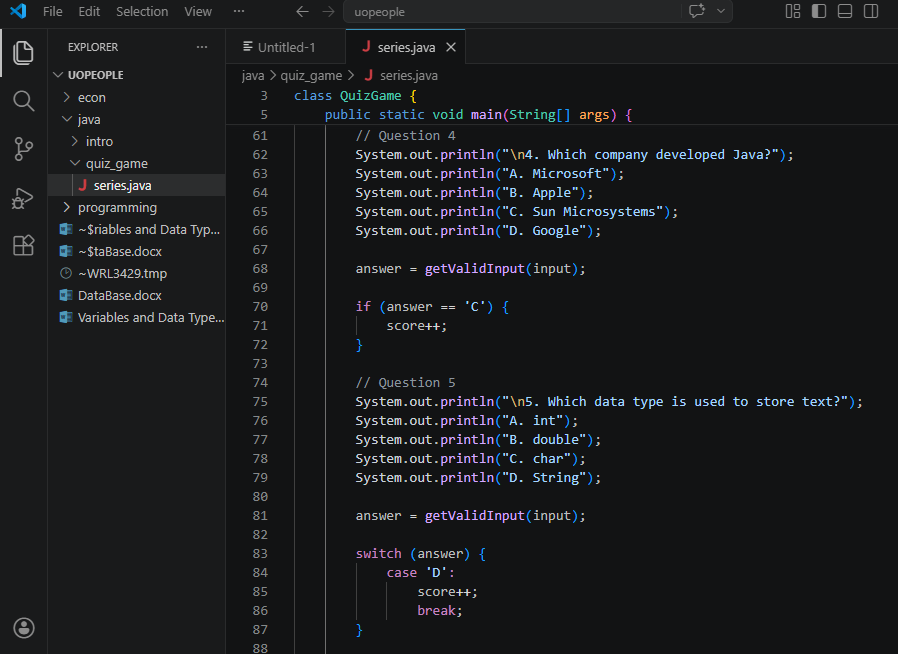 File Edit Selection View ··· uopeople
EXPLORER ···
UOPEOPLE
econ
java
intro
quiz_game
J series.java
programming
~$riables and Data Typ...
~$taBase.docx
~WRL3429.tmp
DataBase.docx
Variables and Data Type...
Untitled-1 J series.java
java > quiz_game > J series.java
3 class QuizGame {
5 public static void main(String[] args) {
61 // Question 4
62 System.out.println("\n4. Which company developed Java?");
63 System.out.println("A. Microsoft");
64 System.out.println("B. Apple");
65 System.out.println("C. Sun Microsystems");
66 System.out.println("D. Google");
67
68 answer = getValidInput(input);
69
70 if (answer == 'C') {
71 score++;
72 }
73
74 // Question 5
75 System.out.println("\n5. Which data type is used to store text?");
76 System.out.println("A. int");
77 System.out.println("B. double");
78 System.out.println("C. char");
79 System.out.println("D. String");
80
81 answer = getValidInput(input);
82
83 switch (answer) {
84 case 'D':
85 score++;
86 break;
87 }
88